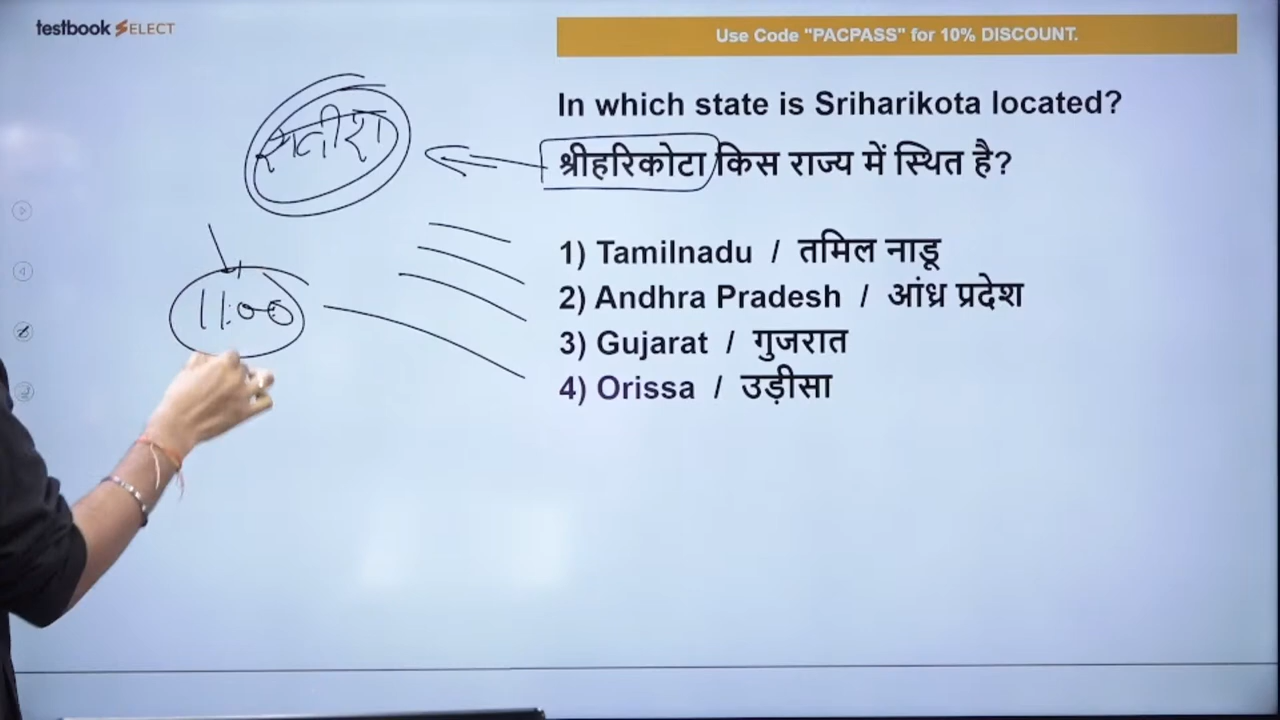 testbook SELECT
Use Code "PACPASS" for 10% DISCOUNT.
In which state is Sriharikota located?
श्रीहरिकोटा किस राज्य में स्थित है?
सतीश
11:00
1) Tamilnadu / तमिल नाडू
2) Andhra Pradesh / आंध्र प्रदेश
3) Gujarat / गुजरात
4) Orissa / उड़ीसा